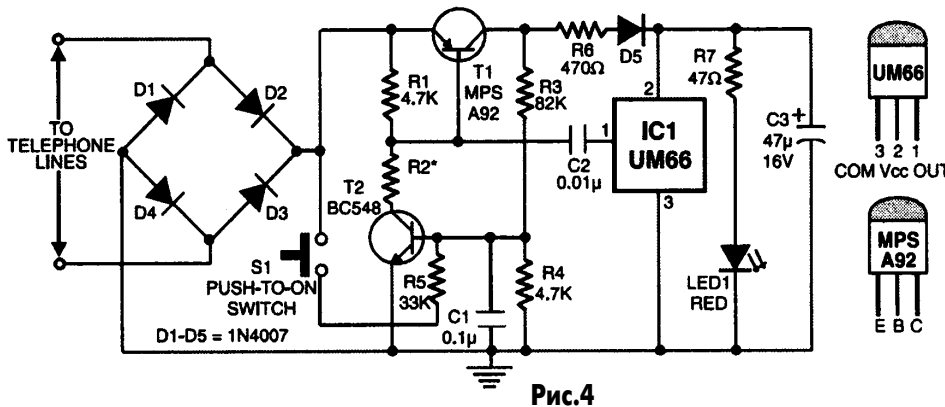 TO
TELEPHONE
LINES
D1
D2
D4
D3
S1
PUSH-TO-ON
SWITCH
D1-D5 = 1N4007
R1
4.7K
T1
MPS
A92
R2*
T2
BC548
R5
33K
C1
0.1µ
R3
82K
R4
4.7K
R6
470Ω
D5
C2
0.01µ
1
2
3
IC1
UM66
R7
47Ω
LED1
RED
C3
+
47µ
16V
UM66
3 2 1
COM Vcc OUT
MPS
A92
E B C
Рис.4